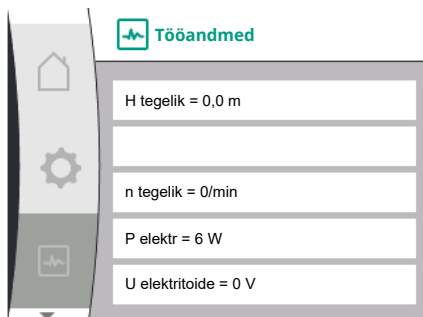 Tööandmed
H tegelik = 0,0 m
n tegelik = 0/min
P elektr = 6 W
U elektritoide = 0 V